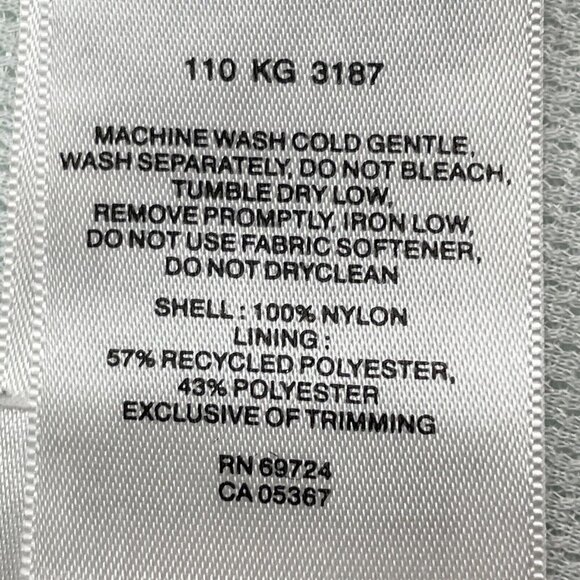 110 KG 3187
MACHINE WASH COLD GENTLE,
WASH SEPARATELY, DO NOT BLEACH,
TUMBLE DRY LOW,
REMOVE PROMPTLY, IRON LOW,
DO NOT USE FABRIC SOFTENER,
DO NOT DRYCLEAN
SHELL : 100% NYLON
LINING :
57% RECYCLED POLYESTER,
43% POLYESTER
EXCLUSIVE OF TRIMMING
RN 69724
CA 05367